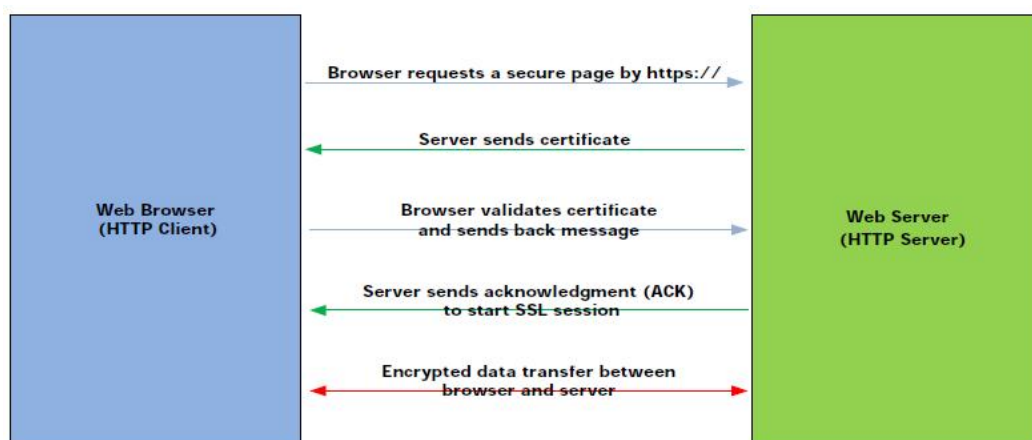 Browser requests a secure page by https://
Server sends certificate
Web Browser
(HTTP Client)
Browser validates certificate
and sends back message
Web Server
(HTTP Server)
Server sends acknowledgment (ACK)
to start SSL session
Encrypted data transfer between
browser and server